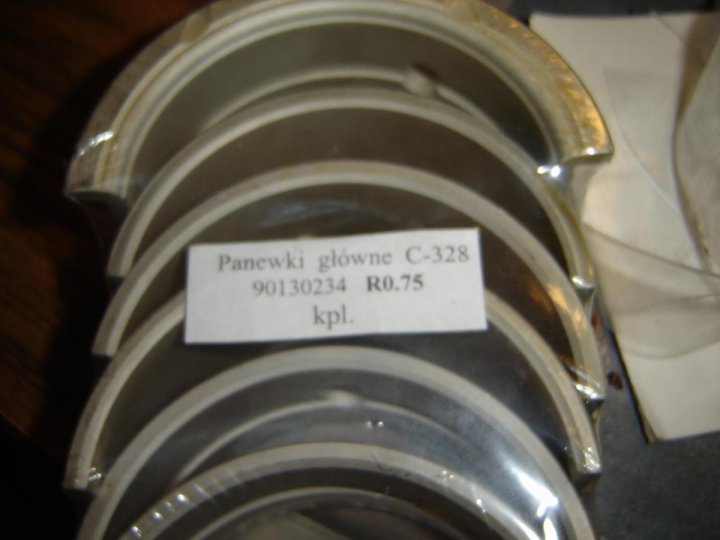 Panewki główne C-328
90130234 R0.75
kpl.